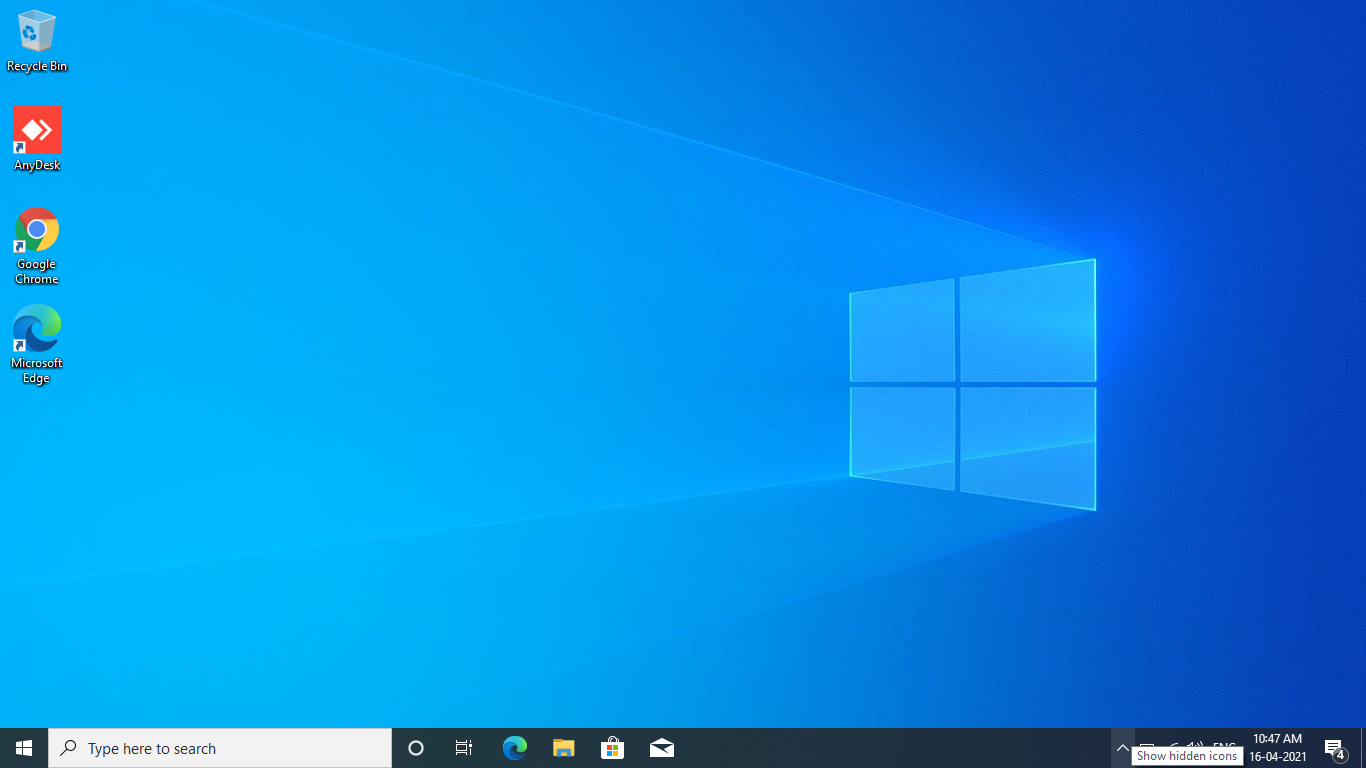 Recycle Bin
AnyDesk
Google
Chrome
Microsoft
Edge
Type here to search
ENG
10:47 AM
16-04-2021
4
Show hidden icons